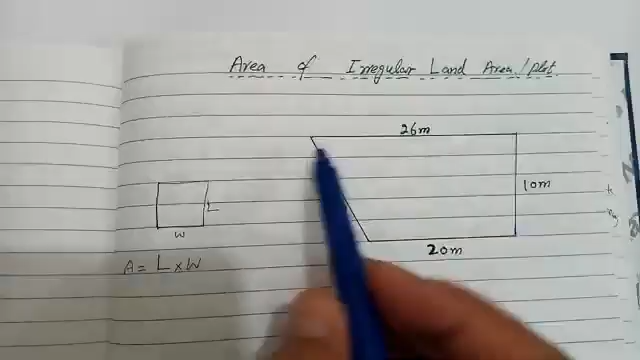 Area of Irregular Land Area/plot.
26m
10m
L
W
20m
A = L x W